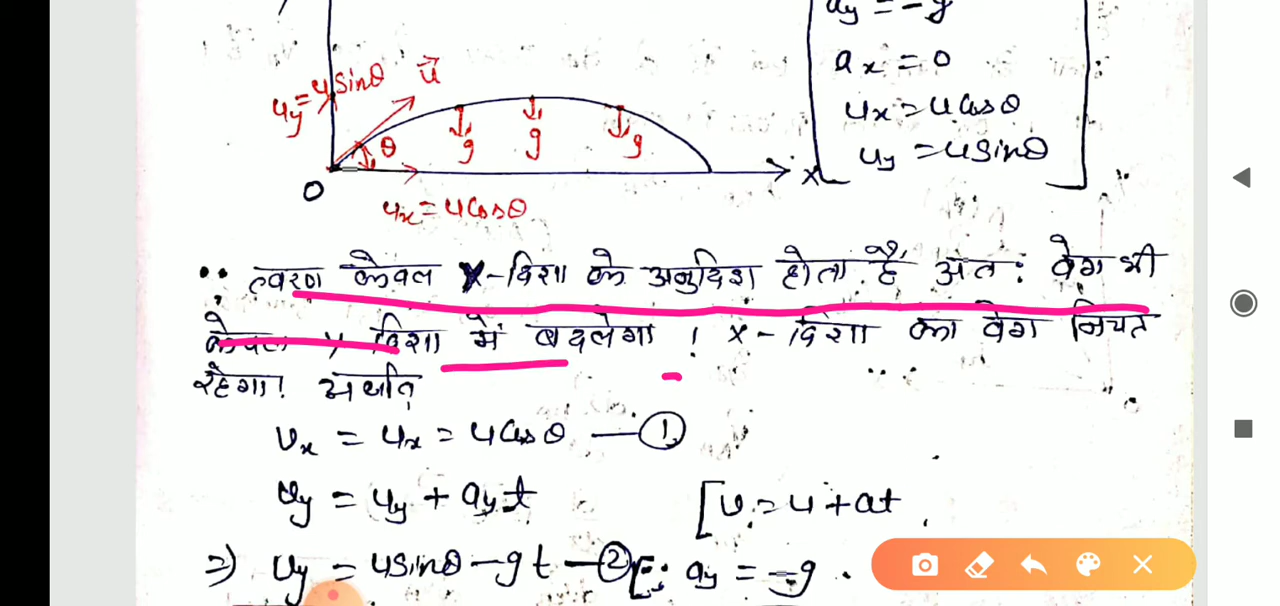 ay = -g
ax = 0
ux = u cosθ
uy = u sinθ
uy = u sinθ
u⃗
θ
g
g
g
O
x
ux = u cosθ
∵ त्वरण केवल Y-दिशा के अनुदिश होता है, अतः वेग भी
केवल Y दिशा में बदलेगा ! x - दिशा का वेग नियत
रहेगा! अर्थात्
vx = ux = u cosθ —①
vy = uy + ayt [v = u + at
⇒ vy = u sinθ - gt —② [∵ ay = -g